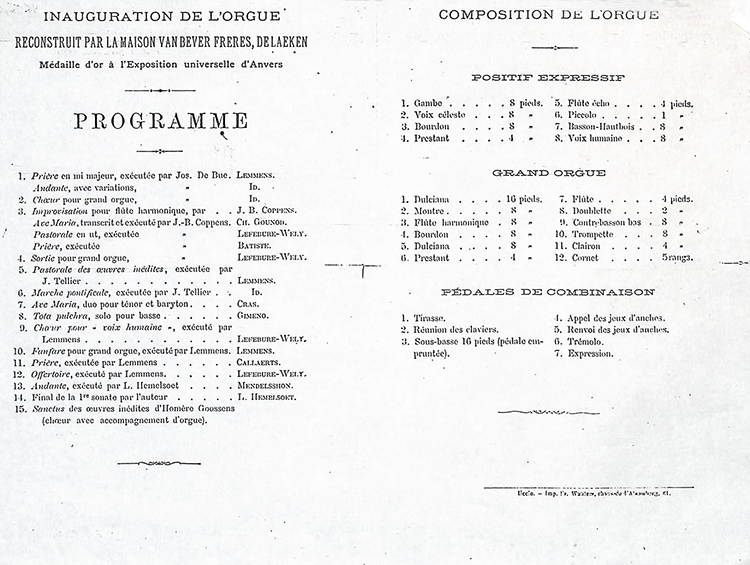 INAUGURATION DE L'ORGUE
RECONSTRUIT PAR LA MAISON VAN BEVER FRERES, DE LAEKEN
Médaille d'or à l'Exposition universelle d'Anvers
PROGRAMME
1. Prière en mi majeur, exécutée par Jos. De Buc. LEMMENS.
Andante, avec variations, " ID.
2. Chœur pour grand orgue, " ID.
3. Improvisation pour flûte harmonique, par . . J. B. COPPENS.
Ave Maria, transcrit et exécuté par J.-B. Coppens. CH. GOUNOD.
Pastorale en ut, exécutée " LEFEBURE-WELY.
Prière, exécutée " BATISTE.
4. Sortie pour grand orgue, " LEFEBURE-WELY.
5. Pastorale des œuvres inédites, exécutée par
J. Tellier . . . . . . . . . . . LEMMENS.
6. Marche pontificale, exécutée par J. Tellier . . ID.
7. Ave Maria, duo pour ténor et baryton . . . . CRAS.
8. Tota pulchra, solo pour basse . . . . . . GIMENO.
9. Chœur pour « voix humaine », exécuté par
Lemmens . . . . . . . . . . . LEFEBURE-WELY.
10. Fanfare pour grand orgue, exécuté par Lemmens. LEMMENS.
11. Prière, exécutée par Lemmens . . . . . . CALLAERTS.
12. Offertoire, exécuté par Lemmens . . . . . LEFEBURE-WELY.
13. Andante, exécuté par L. Hemelsoet . . . . MENDELSSHON.
14. Final de la 1re sonate par l'auteur . . . . . L. HEMELSOET.
15. Sanctus des œuvres inédites d'Homère Goossens
(chœur avec accompagnement d'orgue).
COMPOSITION DE L'ORGUE
POSITIF EXPRESSIF
1. Gambe . . . . . 8 pieds.
2. Voix céleste . . . 8 "
3. Bourdon . . . . 8 "
4. Prestant . . . . 4 "
5. Flûte écho . . . . 4 pieds.
6. Piccolo . . . . . 1 "
7. Basson-Hautbois . . 8 "
8. Voix humaine . . . 8 "
GRAND ORGUE
1. Dulciana . . . . 16 pieds.
2. Montre . . . . . 8 "
3. Flûte harmonique . 8 "
4. Bourdon . . . . 8 "
5. Dulciana . . . . 8 "
6. Prestant . . . . 4 "
7. Flûte . . . . . 4 pieds.
8. Doublette . . . . 2 "
9. Contrebasson bas . 8 "
10. Trompette . . . . 8 "
11. Clairon . . . . 4 "
12. Cornet . . . . . 5 rangs.
PÉDALES DE COMBINAISON
1. Tirasse.
2. Réunion des claviers.
3. Sous-basse 16 pieds (pédale em-
pruntée).
4. Appel des jeux d'anches.
5. Renvoi des jeux d'anches.
6. Trémolo.
7. Expression.
Uccle. — Imp. Fr. chaussée d'Alsemberg, 41.